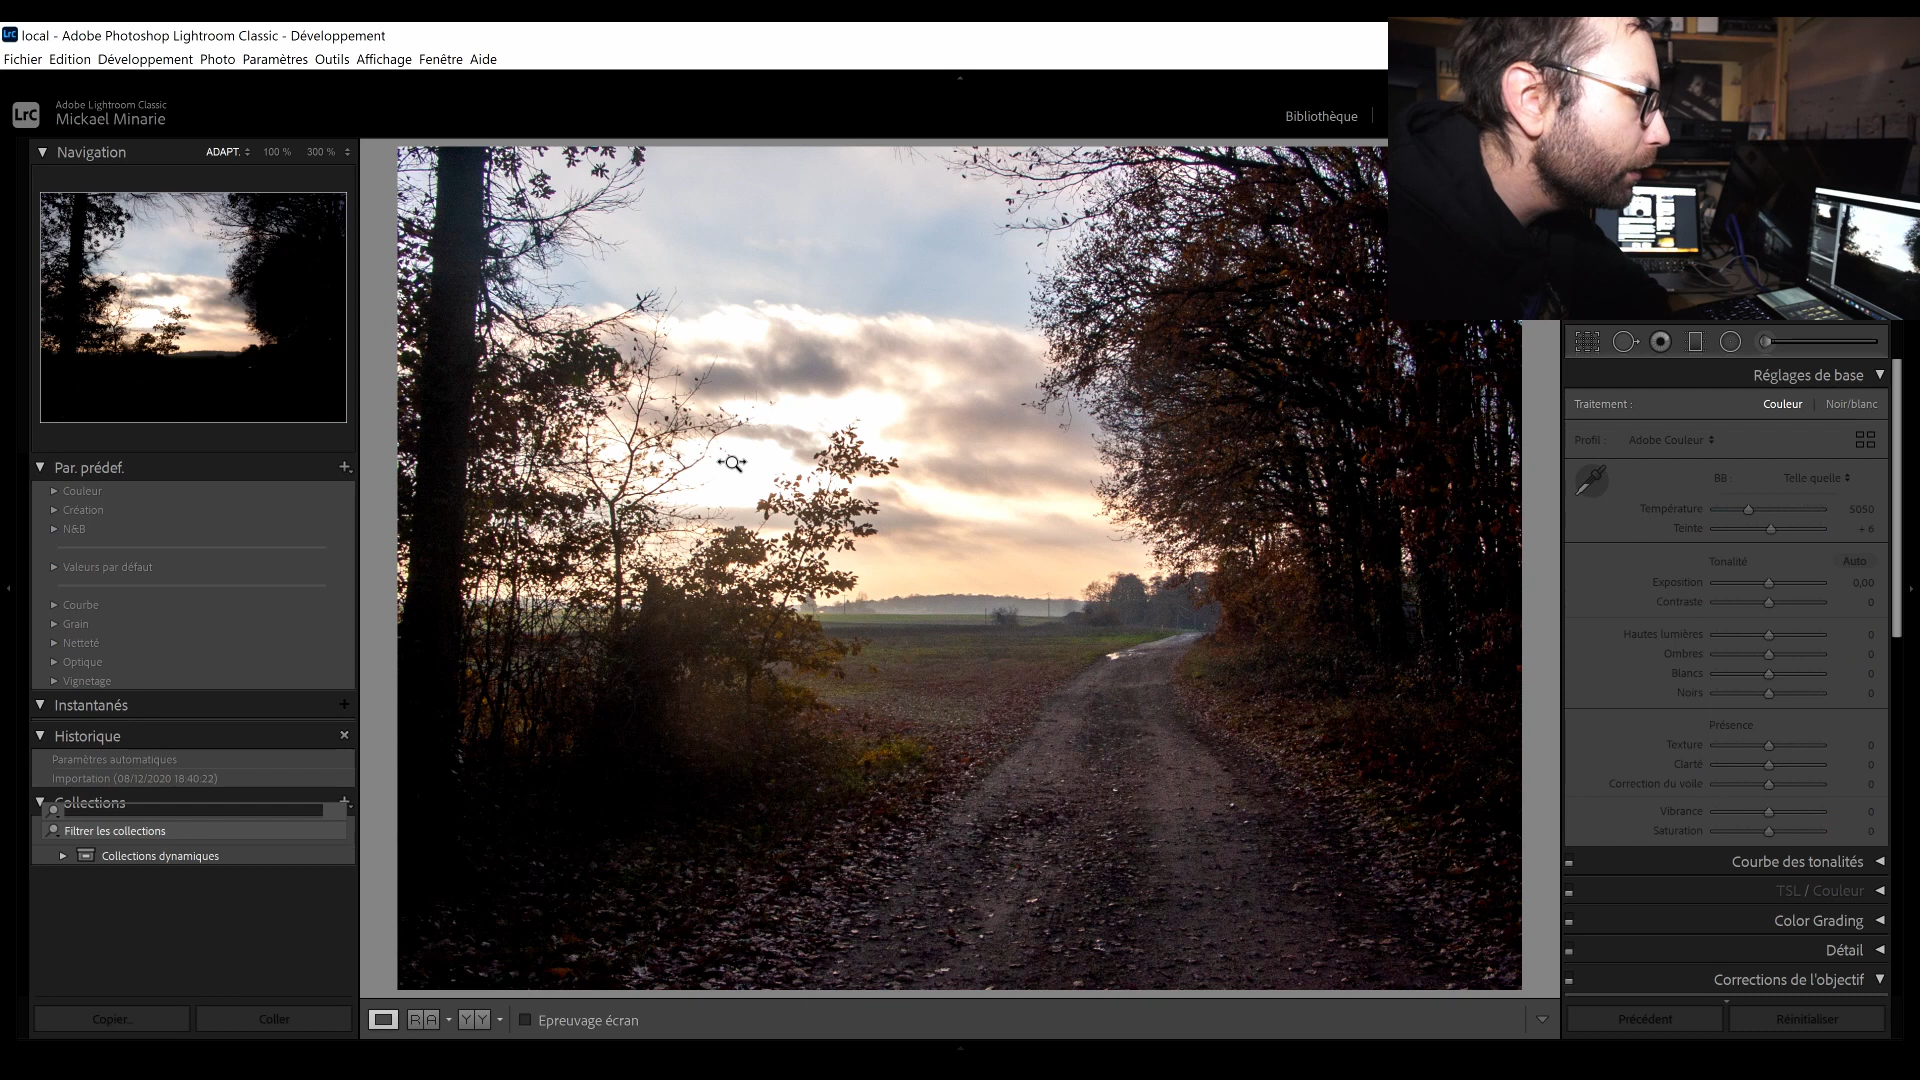 local - Adobe Photoshop Lightroom Classic - Développement
Fichier Edition Développement Photo Paramètres Outils Affichage Fenêtre Aide
LrC
Adobe Lightroom Classic
Mickael Minarie
Bibliothèque
Navigation
ADAPT. 100 % 300 %
Par. prédef.
Couleur
Création
N&B
Valeurs par défaut
Courbe
Grain
Netteté
Optique
Vignetage
Instantanés
Historique
Paramètres automatiques
Importation (08/12/2020 18:40:22)
Collections
Filtrer les collections
Collections dynamiques
Copier...
Coller
R A
Y Y
Epreuvage écran
Réglages de base
Traitement : Couleur Noir/blanc
Profil : Adobe Couleur
BB : Telle quelle
Température 5050
Teinte + 6
Tonalité Auto
Exposition 0,00
Contraste 0
Hautes lumières 0
Ombres 0
Blancs 0
Noirs 0
Présence
Texture 0
Clarté 0
Correction du voile 0
Vibrance 0
Saturation 0
Courbe des tonalités
TSL / Couleur
Color Grading
Détail
Corrections de l'objectif
Précédent
Réinitialiser